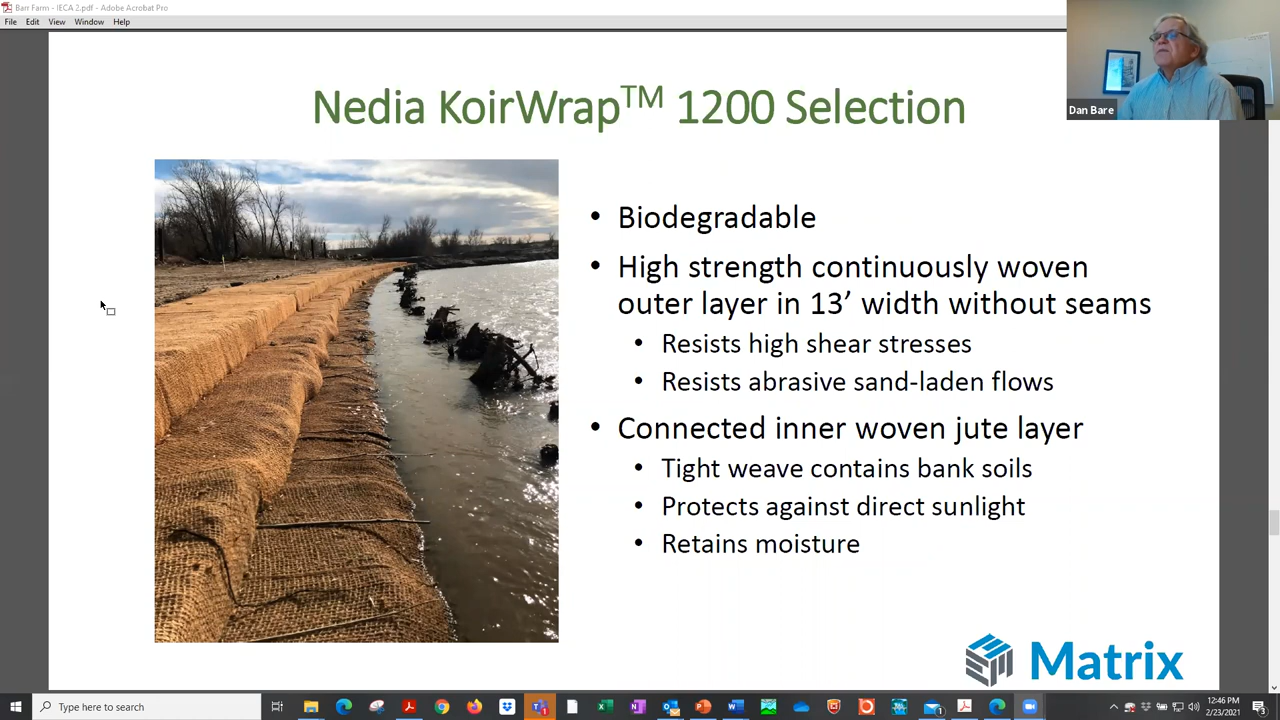 Barr Farm - IECA 2.pdf - Adobe Acrobat Pro
File Edit View Window Help
Dan Bare
Nedia KoirWrap™ 1200 Selection
• Biodegradable
• High strength continuously woven
outer layer in 13’ width without seams
• Resists high shear stresses
• Resists abrasive sand-laden flows
• Connected inner woven jute layer
• Tight weave contains bank soils
• Protects against direct sunlight
• Retains moisture
Matrix
Type here to search
12:46 PM
2/23/2021